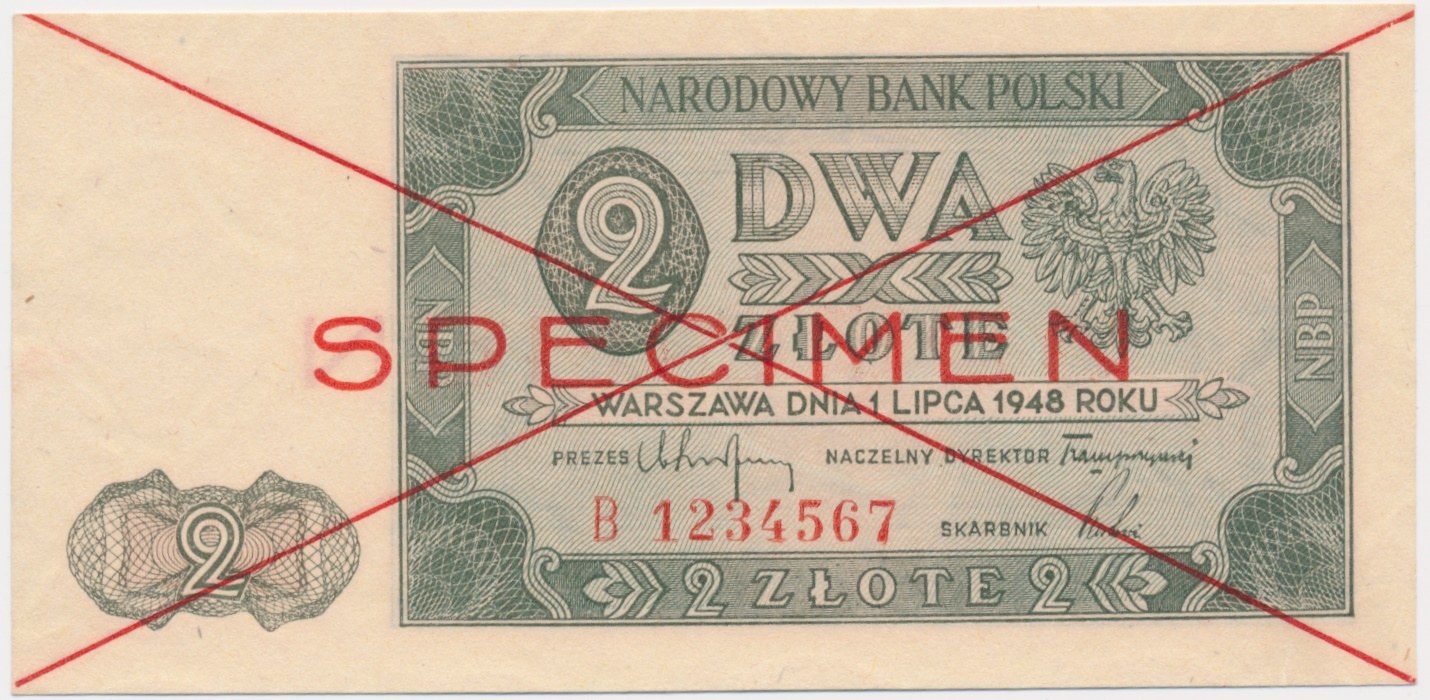 NARODOWY BANK POLSKI
2 DWA
ZŁOTE
NBP
NBP
SPECIMEN
WARSZAWA DNIA 1 LIPCA 1948 ROKU
PREZES NACZELNY DYREKTOR
B 1234567 SKARBNIK
2
2 ZŁOTE 2